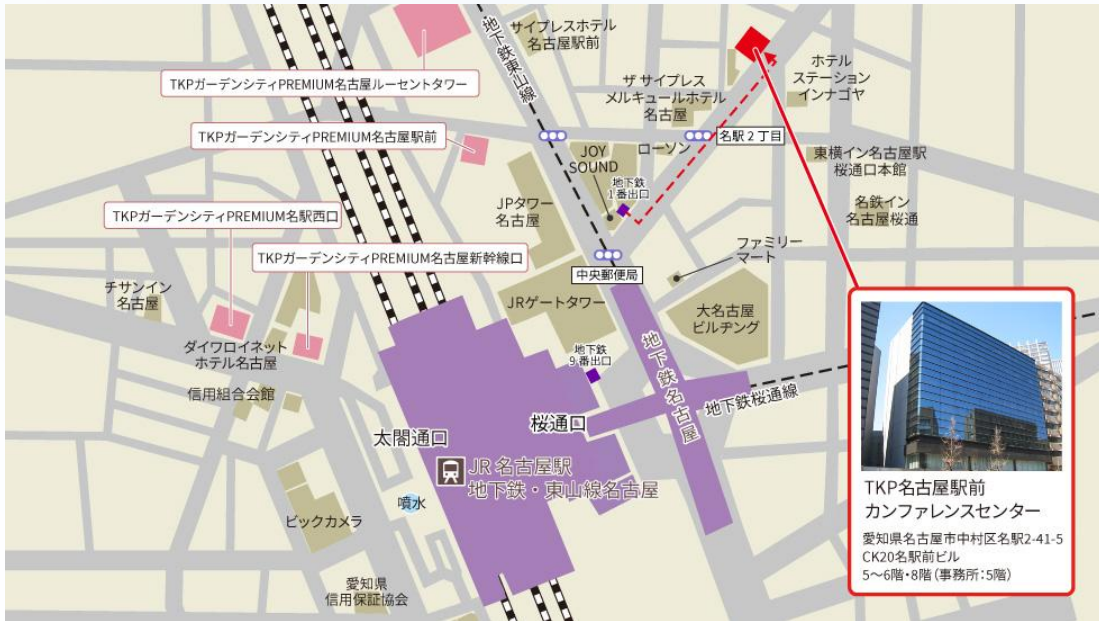 地下鉄東山線
サイプレスホテル
名古屋駅前
TKPガーデンシティPREMIUM名古屋ルーセントタワー
ザ サイプレス
メルキュールホテル
名古屋
ホテル
ステーション
インナゴヤ
TKPガーデンシティPREMIUM名古屋駅前
名駅2丁目
JOY
SOUND
ローソン
東横イン名古屋駅
桜通口本館
地下鉄
1番出口
JPタワー
名古屋
名鉄イン
名古屋桜通
TKPガーデンシティPREMIUM名駅西口
TKPガーデンシティPREMIUM名古屋新幹線口
ファミリー
マート
中央郵便局
チサンイン
名古屋
JRゲートタワー
大名古屋
ビルヂング
ダイワロイネット
ホテル名古屋
地下鉄
9番出口
地下鉄名古屋
信用組合会館
地下鉄桜通線
桜通口
太閤通口
JR 名古屋駅
地下鉄・東山線名古屋
噴水
ビックカメラ
愛知県
信用保証協会
TKP名古屋駅前
カンファレンスセンター
愛知県名古屋市中村区名駅2-41-5
CK20名駅前ビル
5〜6階・8階(事務所:5階)